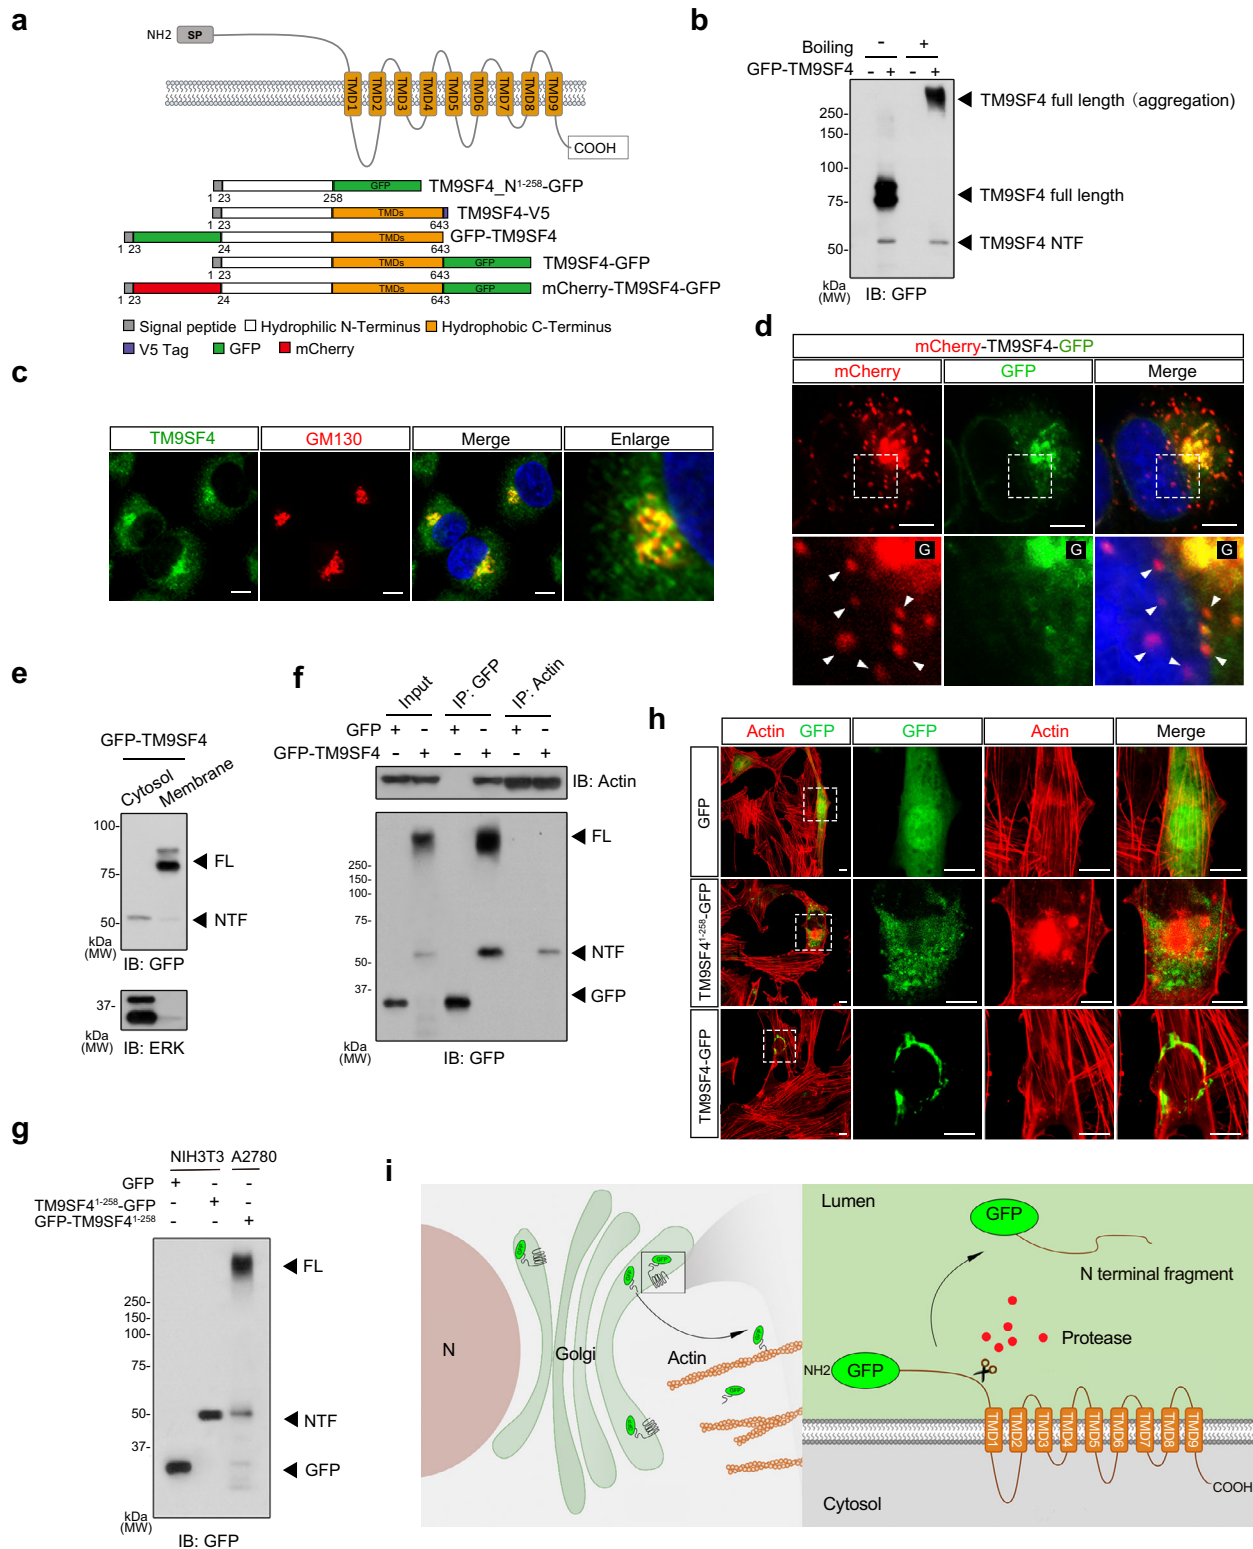 a
NH2 SP
TMD1 TMD2 TMD3 TMD4 TMD5 TMD6 TMD7 TMD8 TMD9
COOH
GFP TM9SF4_N1-258-GFP
1 23 258
TMDs TM9SF4-V5
1 23 643
TMDs GFP-TM9SF4
1 23 24 643
TMDs GFP TM9SF4-GFP
1 23 643
TMDs GFP mCherry-TM9SF4-GFP
1 23 24 643
Signal peptide Hydrophilic N-Terminus Hydrophobic C-Terminus
V5 Tag GFP mCherry
b
Boiling - +
GFP-TM9SF4 - + - +
250-
150-
100-
75-
50-
kDa
(MW)
TM9SF4 full length (aggregation)
TM9SF4 full length
TM9SF4 NTF
IB: GFP
c
TM9SF4 GM130 Merge Enlarge
d
mCherry-TM9SF4-GFP
mCherry GFP Merge
G G G
e
GFP-TM9SF4
Cytosol Membrane
100-
75-
50-
kDa
(MW)
FL
NTF
IB: GFP
37-
kDa
(MW)
IB: ERK
f
Input IP: GFP IP: Actin
GFP + - + - + -
GFP-TM9SF4 - + - + - +
IB: Actin
250-
150-
100-
75-
50-
37-
kDa
(MW)
FL
NTF
GFP
IB: GFP
g
NIH3T3 A2780
GFP + - -
TM9SF41-258-GFP - + -
GFP-TM9SF41-258 - - +
250-
150-
100-
75-
50-
37-
kDa
(MW)
FL
NTF
GFP
IB: GFP
h
Actin GFP GFP Actin Merge
GFP
TM9SF41-258-GFP
TM9SF4-GFP
i
N
Golgi
Actin
GFP GFP GFP GFP GFP GFP
Lumen
GFP
N terminal fragment
Protease
NH2 GFP
TMD1 TMD2 TMD3 TMD4 TMD5 TMD6 TMD7 TMD8 TMD9
COOH
Cytosol